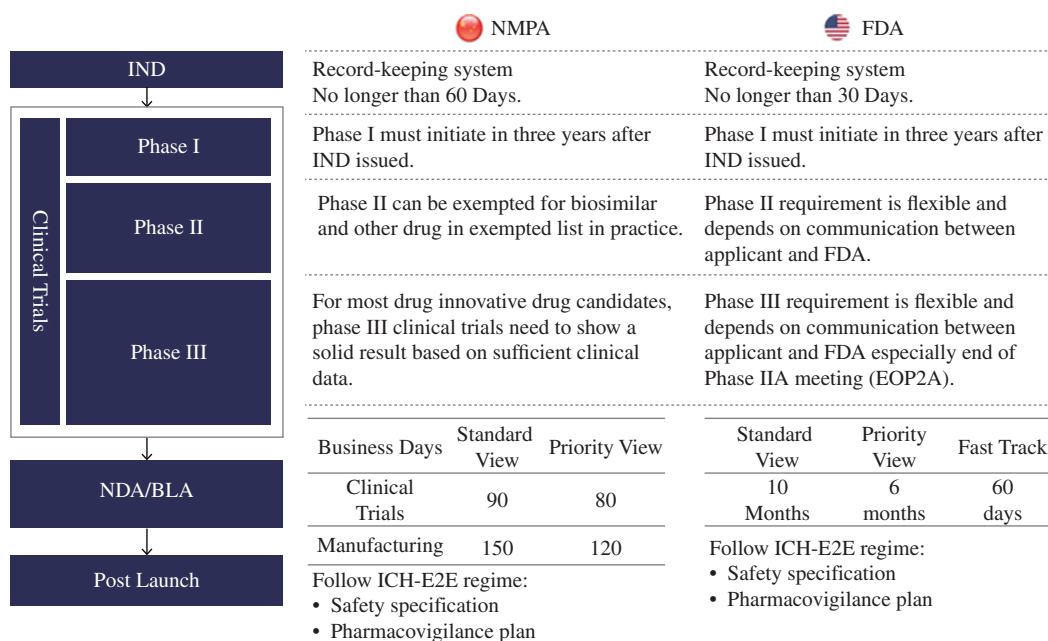 NMPA
FDA
IND
Record-keeping system
No longer than 60 Days.
Record-keeping system
No longer than 30 Days.
Clinical Trials
Phase I
Phase I must initiate in three years after
IND issued.
Phase I must initiate in three years after
IND issued.
Phase II
Phase II can be exempted for biosimilar
and other drug in exempted list in practice.
Phase II requirement is flexible and
depends on communication between
applicant and FDA.
Phase III
For most drug innovative drug candidates,
phase III clinical trials need to show a
solid result based on sufficient clinical
data.
Phase III requirement is flexible and
depends on communication between
applicant and FDA especially end of
Phase IIA meeting (EOP2A).
NDA/BLA
Business Days
Standard
View
Priority View
Clinical
Trials
90
80
Manufacturing
150
120
Standard
View
Priority
View
Fast Track
10
Months
6
months
60
days
Post Launch
Follow ICH-E2E regime:
• Safety specification
• Pharmacovigilance plan
Follow ICH-E2E regime:
• Safety specification
• Pharmacovigilance plan